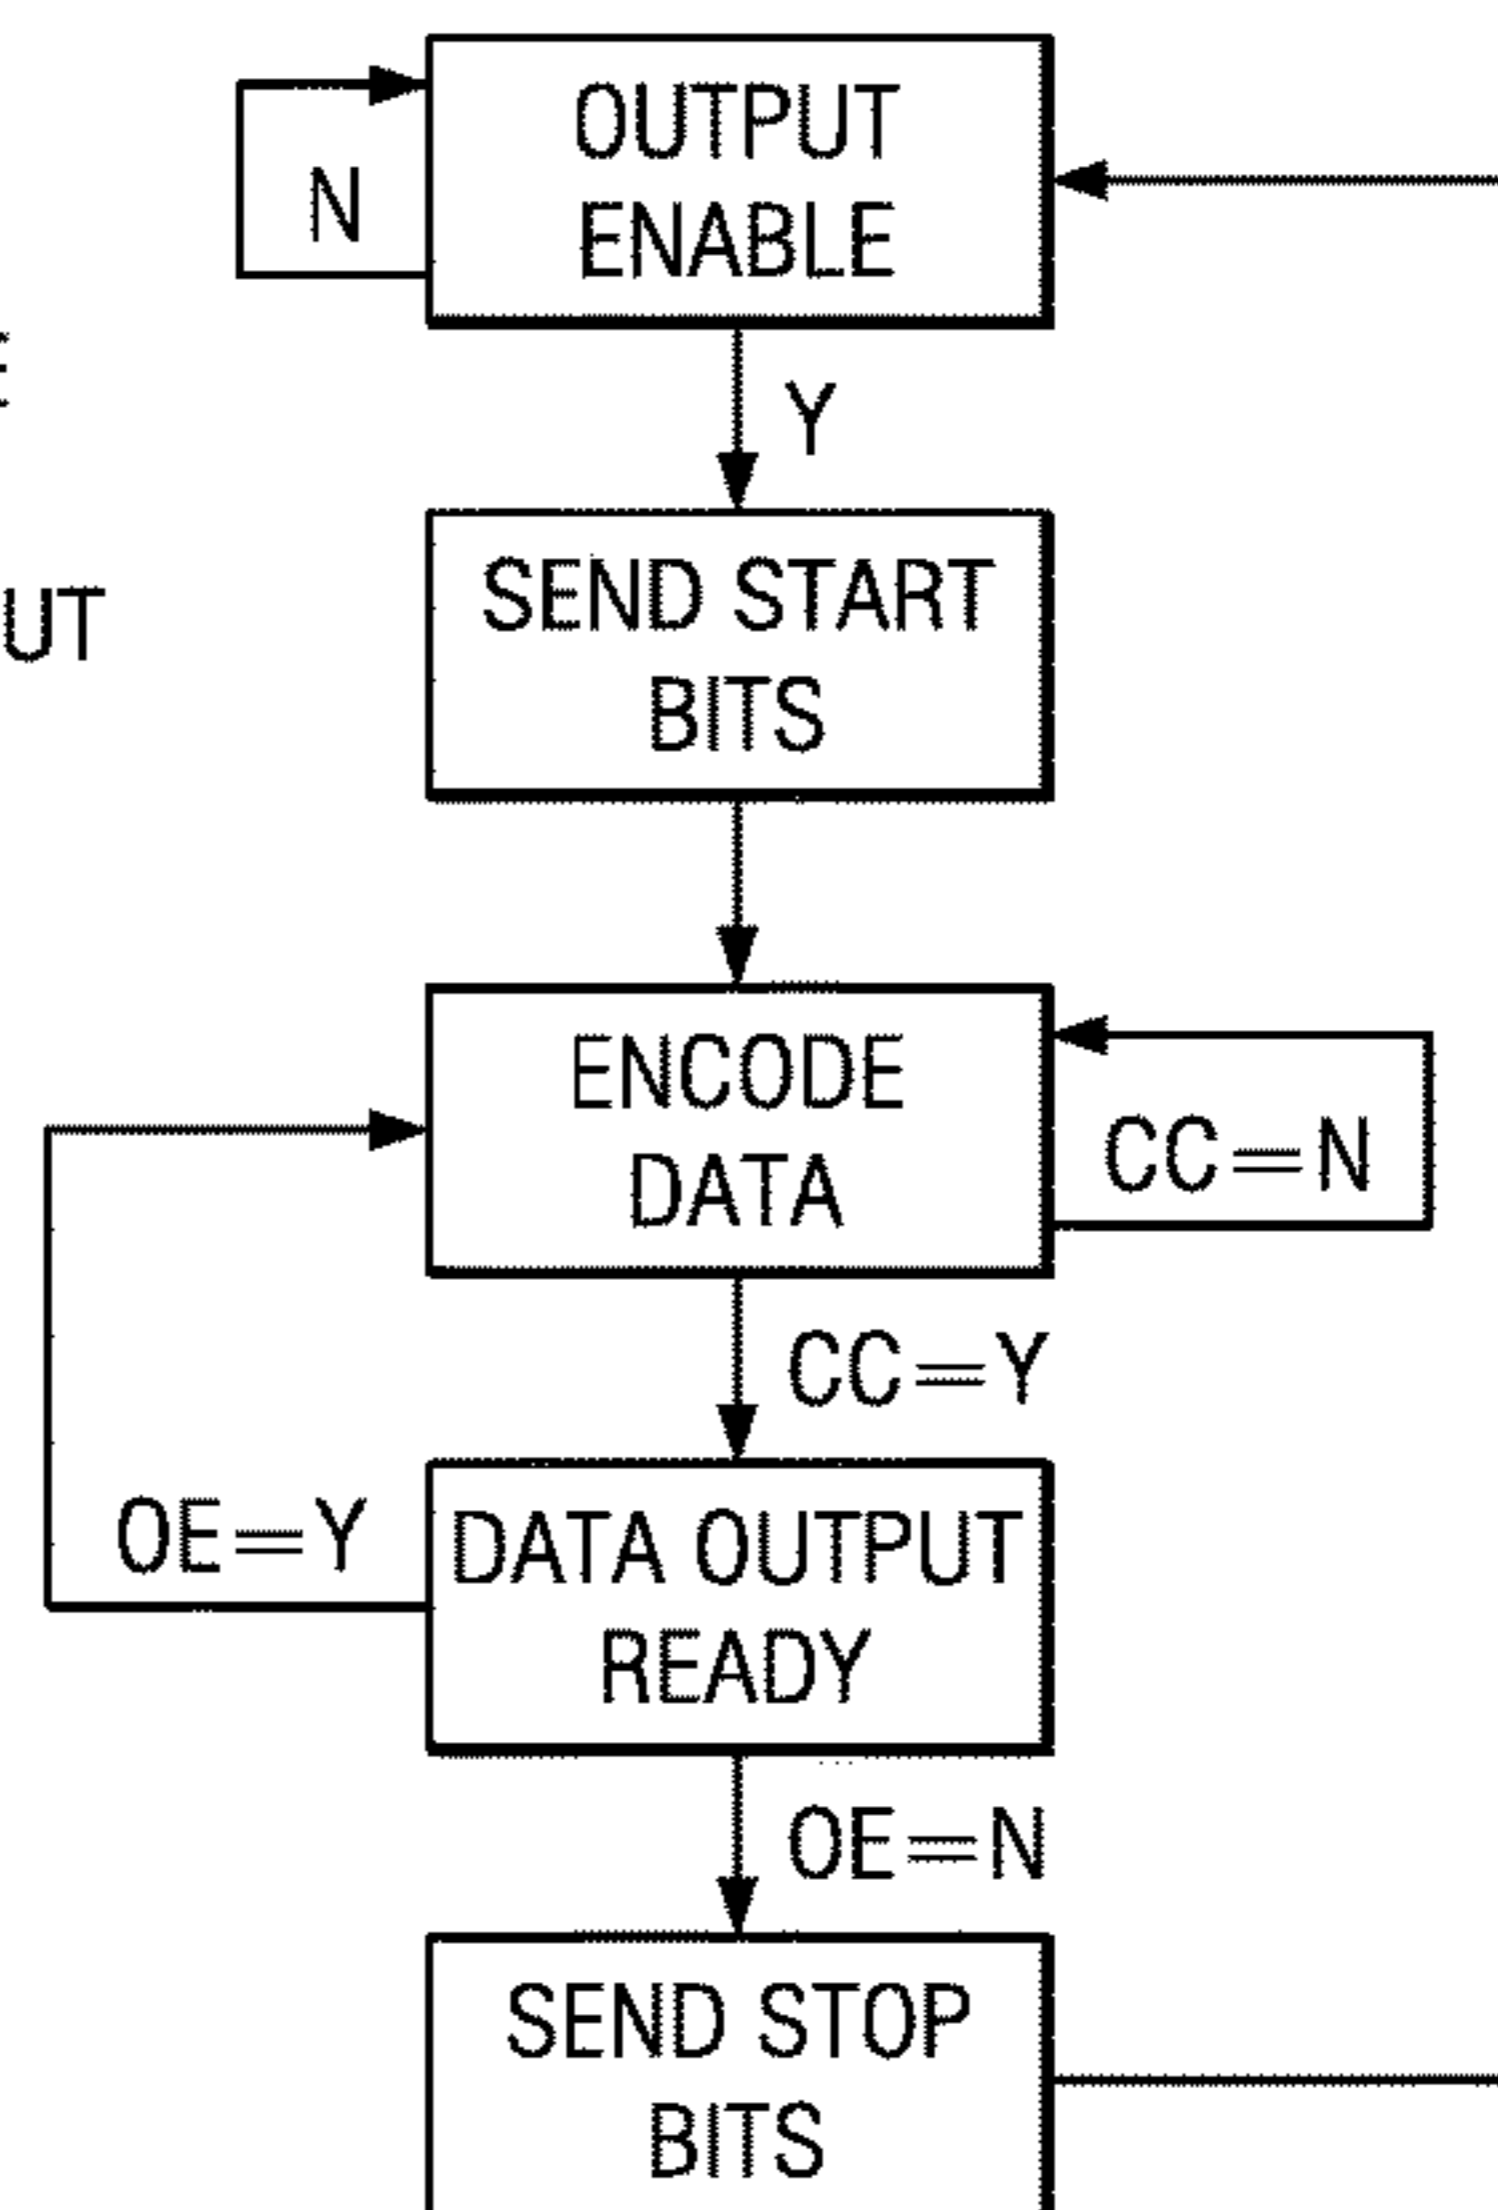 OUTPUT
ENABLE
N
Y
UT
SEND START
BITS
ENCODE
DATA
CC=N
CC=Y
OE=Y
DATA OUTPUT
READY
OE=N
SEND STOP
BITS